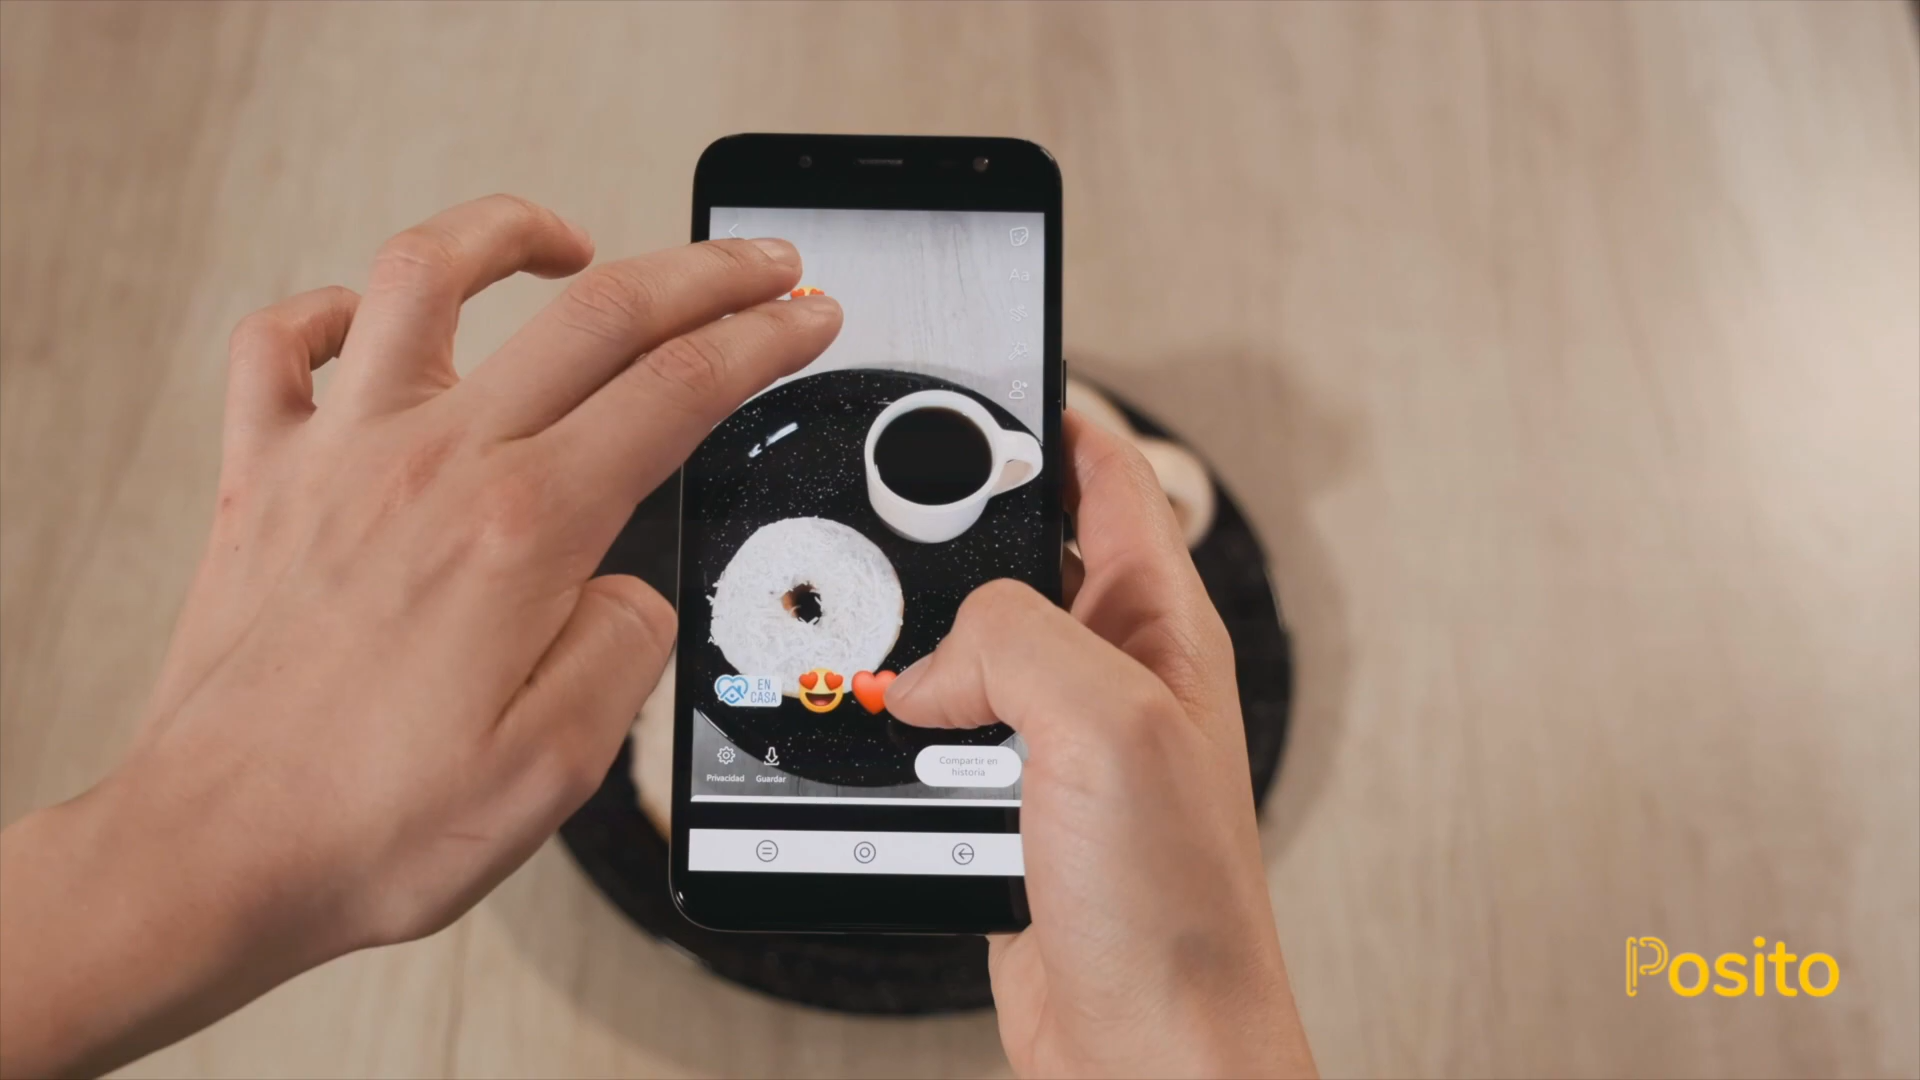 Aa
EN
CASA
Privacidad
Guardar
Compartir en
historia
Posito